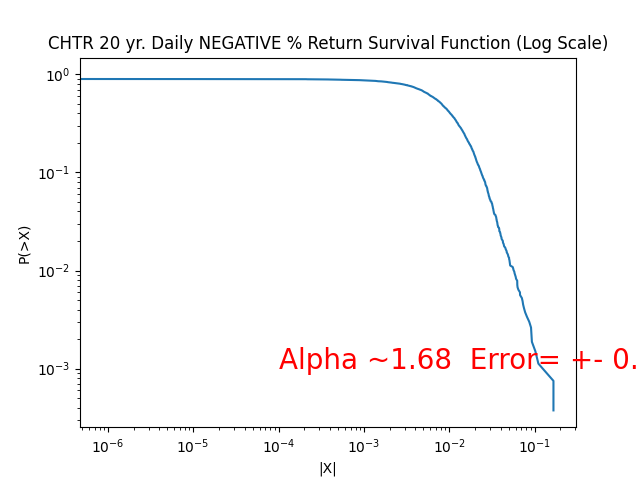 CHTR 20 yr. Daily NEGATIVE % Return Survival Function (Log Scale)
10⁰
10⁻¹
10⁻²
10⁻³
P(>X)
Alpha ~1.68  Error= +- 0.
10⁻⁶ 10⁻⁵ 10⁻⁴ 10⁻³ 10⁻² 10⁻¹
|X|